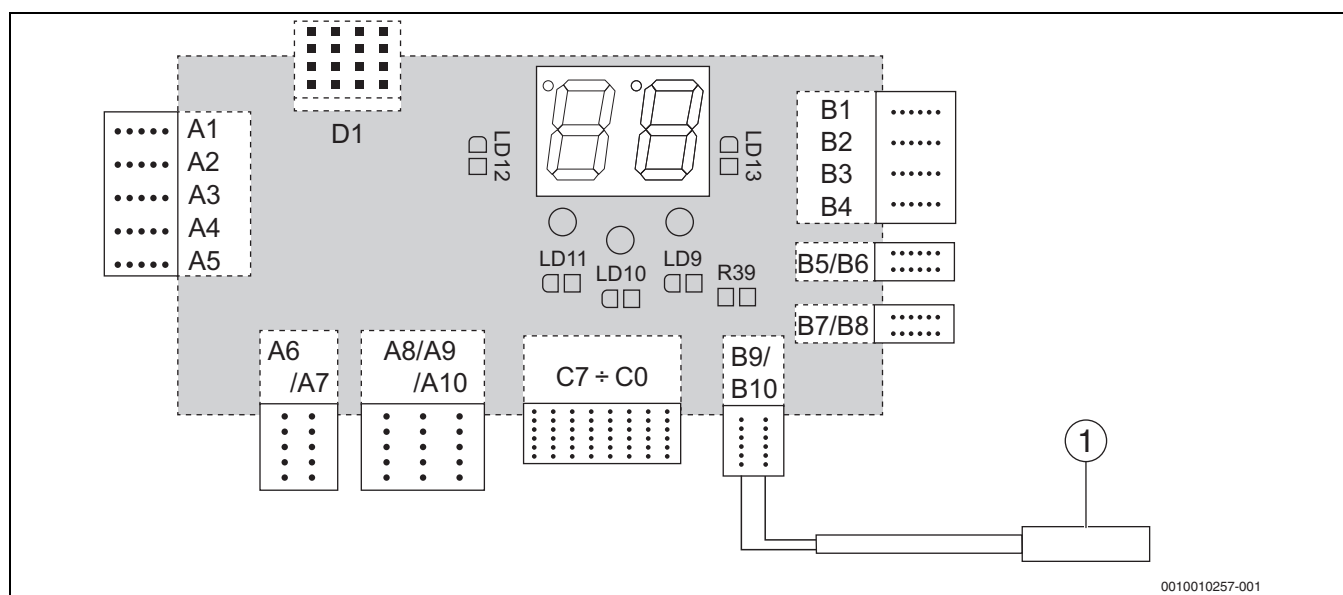 D1
A1
A2
A3
A4
A5
LD12
LD13
B1
B2
B3
B4
LD11
LD10
LD9
R39
B5/B6
B7/B8
A6
/A7
A8/A9
/A10
C7 ÷ C0
B9/
B10
1
0010010257-001